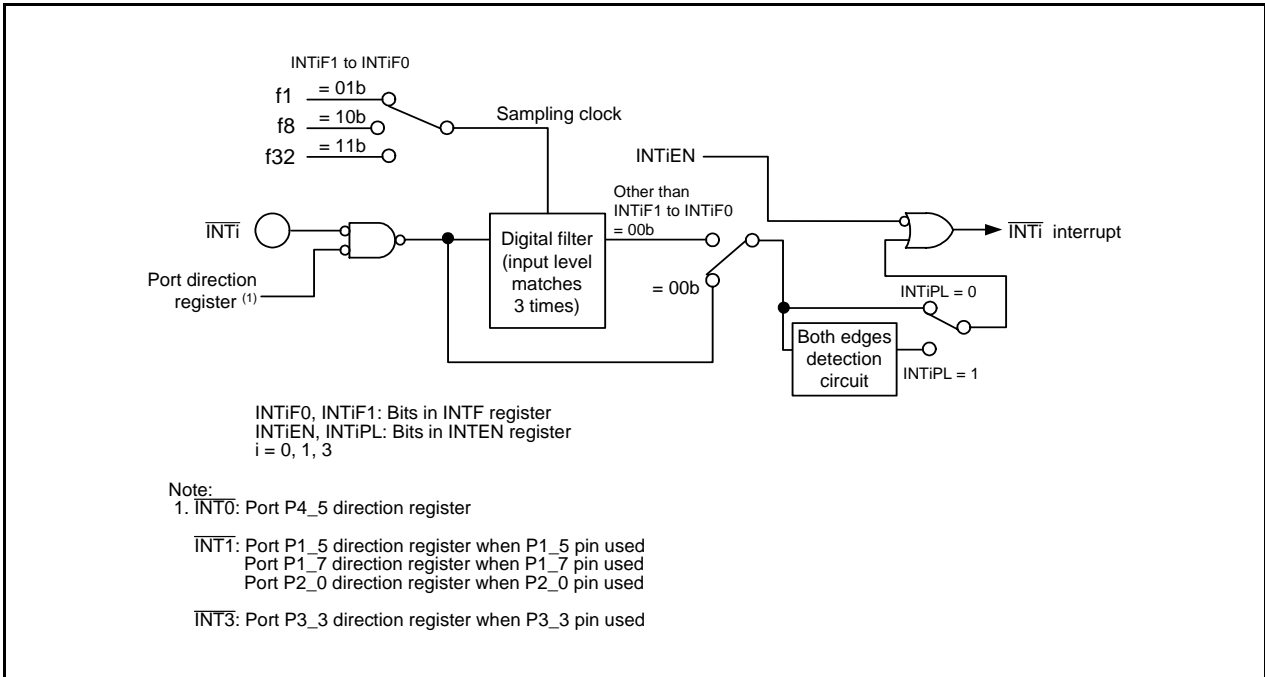 INTiF1 to INTiF0
f1 = 01b
f8 = 10b
f32 = 11b
Sampling clock
INTiEN
Other than
INTiF1 to INTiF0
= 00b
INTi
Port direction
register (1)
Digital filter
(input level
matches
3 times)
= 00b
INTi interrupt
INTiPL = 0
Both edges
detection
circuit
INTiPL = 1
INTiF0, INTiF1: Bits in INTF register
INTiEN, INTiPL: Bits in INTEN register
i = 0, 1, 3
Note:
1. INT0: Port P4_5 direction register
INT1: Port P1_5 direction register when P1_5 pin used
Port P1_7 direction register when P1_7 pin used
Port P2_0 direction register when P2_0 pin used
INT3: Port P3_3 direction register when P3_3 pin used